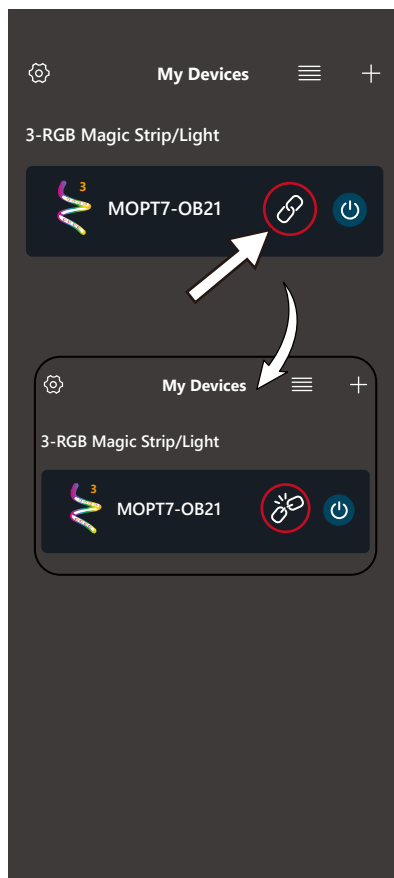 My Devices
3-RGB Magic Strip/Light
3
MOPT7-OB21
My Devices
3-RGB Magic Strip/Light
3
MOPT7-OB21